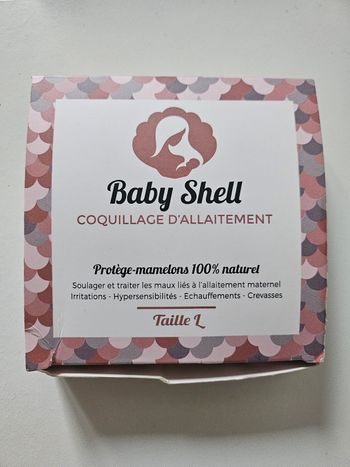 Baby Shell
COQUILLAGE D'ALLAITEMENT
Protège-mamelons 100% naturel
Soulager et traiter les maux liés à l'allaitement maternel
Irritations - Hypersensibilités - Echauffements - Crevasses
Taille L